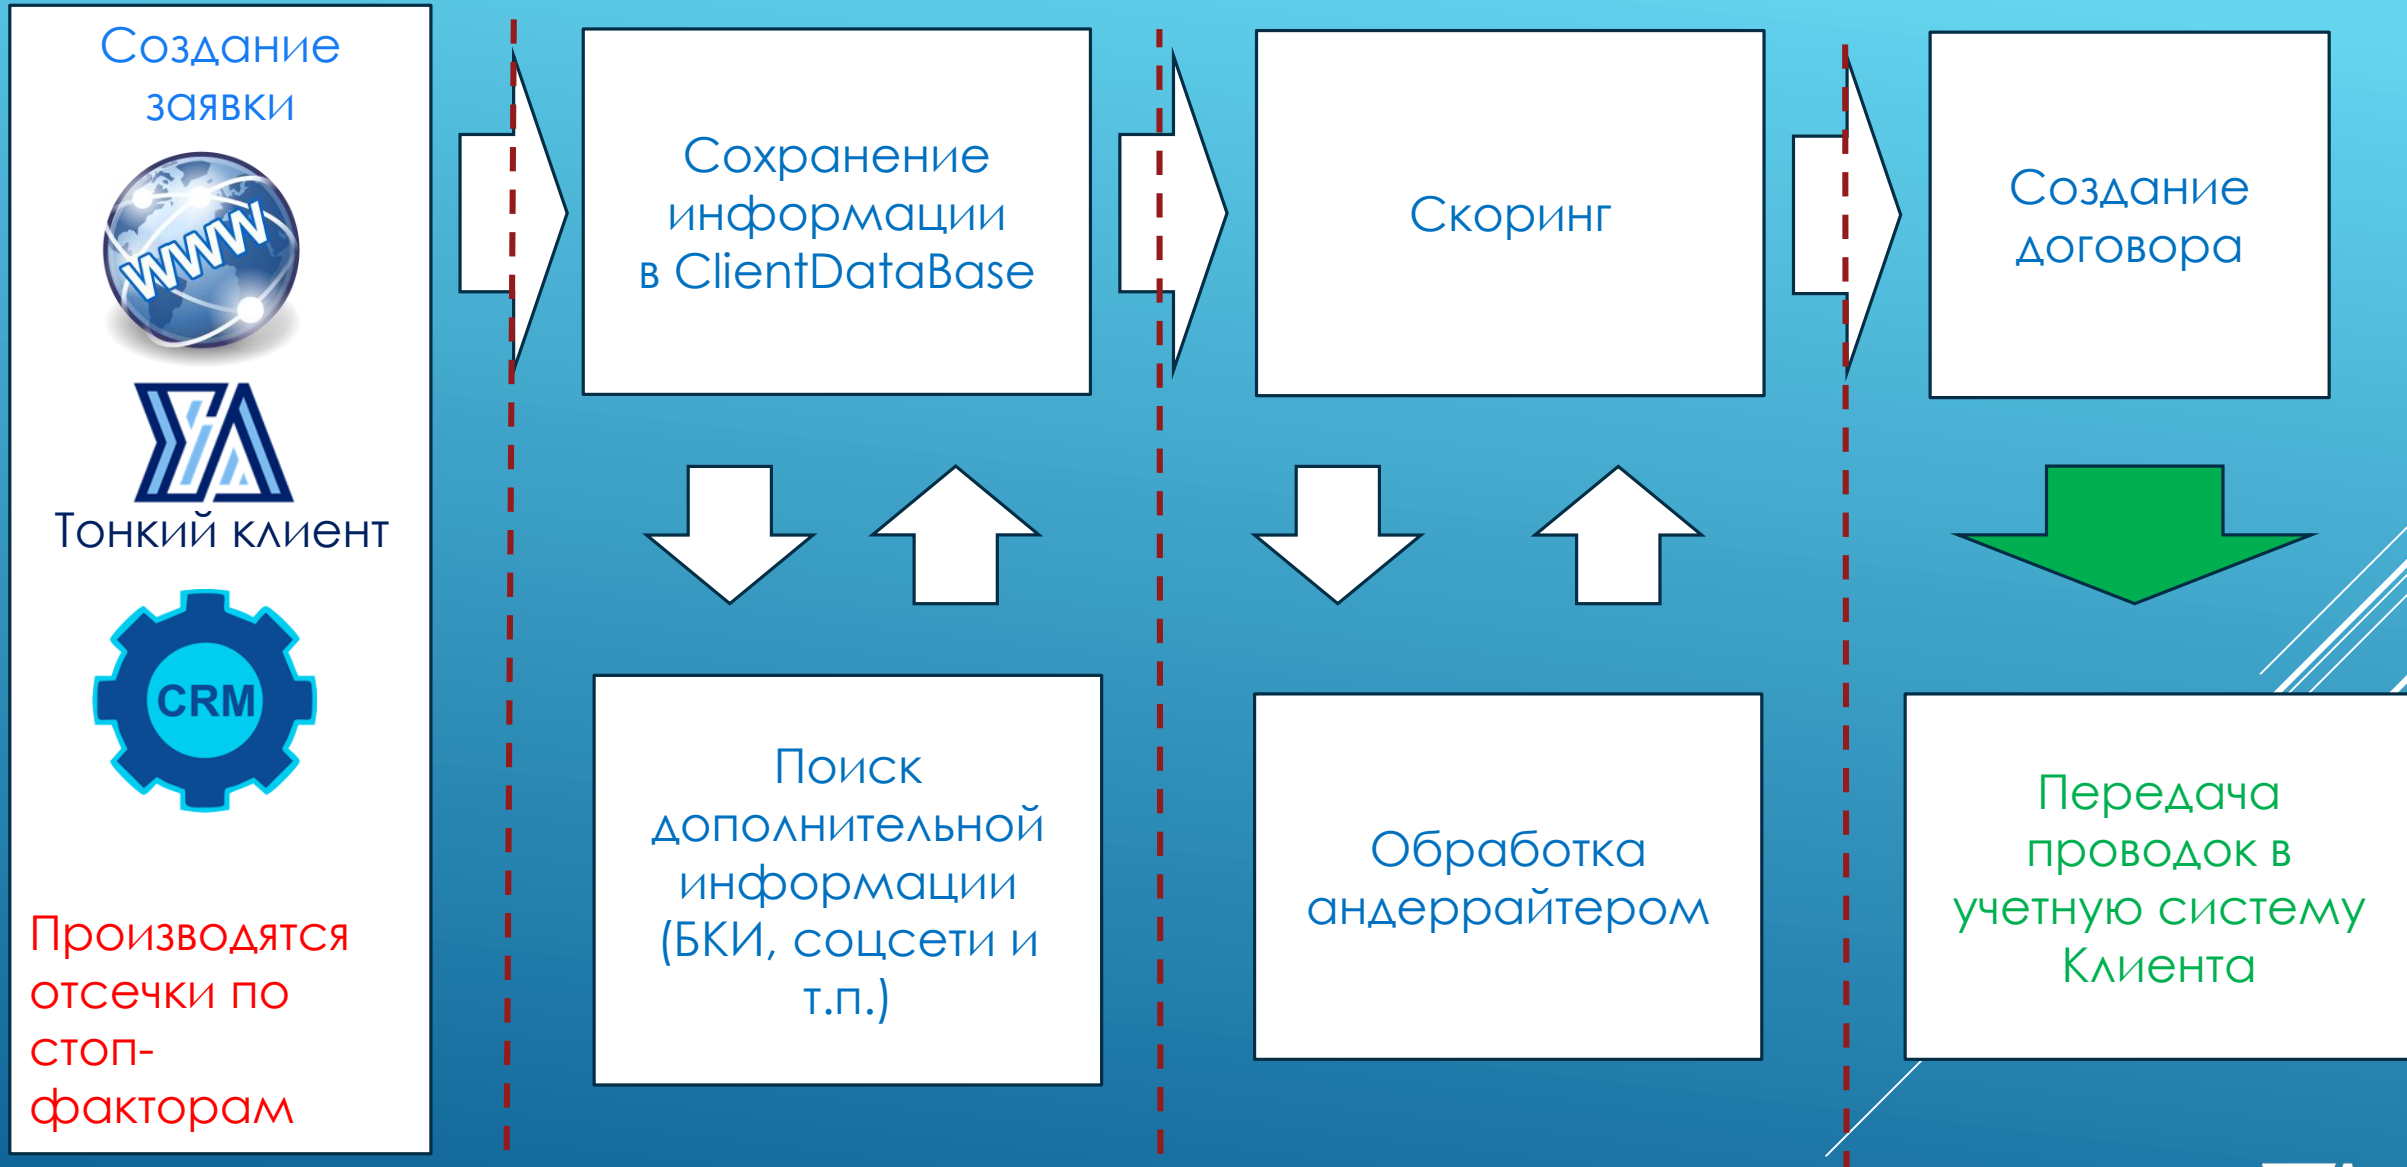 Создание
заявки
www
Тонкий клиент
CRM
Производятся
отсечки по
стоп-
факторам
Сохранение
информации
в ClientDataBase
Поиск
дополнительной
информации
(БКИ, соцсети и
т.п.)
Скоринг
Обработка
андеррайтером
Создание
договора
Передача
проводок в
учетную систему
Клиента